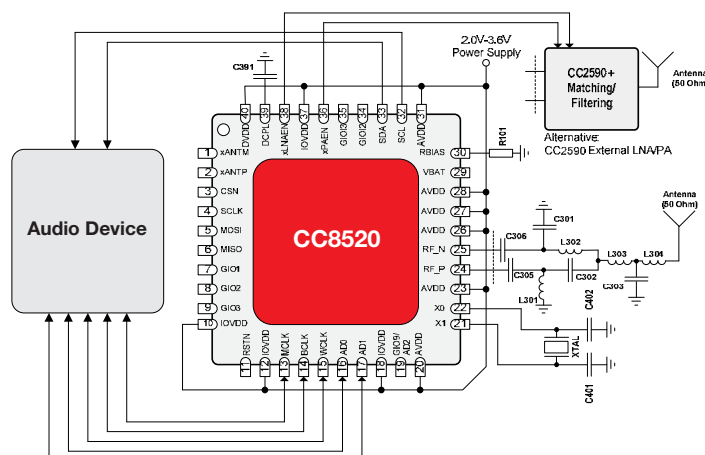 2.0V-3.6V
Power Supply
C391
CC2590+
Matching/
Filtering
Antenna
(50 Ohm)
Alternative:
CC2590 External LNA/PA
40 39 38 37 36 35 34 33 32 31
DVDD DCPL xLNAEN IOVDD xPAEN GIO13 GIO12 SDA SCL AVDD
Audio Device
CC8520
1 xANTM
2 xANTP
3 CSN
4 SCLK
5 MOSI
6 MISO
7 GIO1
8 GIO2
9 GIO3
10 IOVDD
RBIAS 30
VBAT 29
AVDD 28
AVDD 27
AVDD 26
RF_N 25
RF_P 24
AVDD 23
X0 22
X1 21
R101
Antenna
(50 Ohm)
C301
C306
L302
L303
L304
C305
C302
C303
L301
C402
XTAL
C401
RSTN IOVDD MCLK BCLK WCLK AD0 AD1 IOVDD GIO9/ AD2 AVDD
11 12 13 14 15 16 17 18 19 20